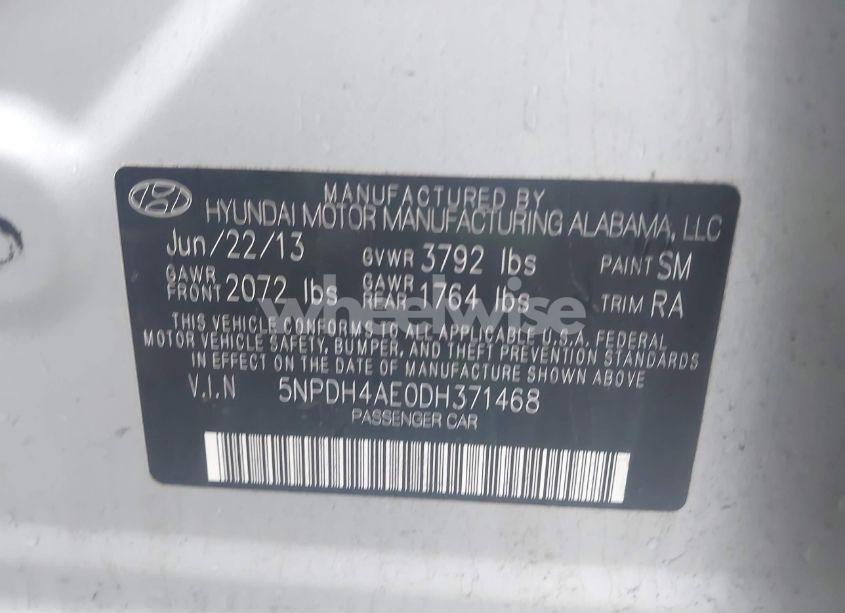 MANUFACTURED BY
HYUNDAI MOTOR MANUFACTURING ALABAMA, LLC
Jun/22/13 GVWR 3792 lbs PAINT SM
GAWR FRONT 2072 lbs GAWR REAR 1764 lbs TRIM RA
wheelwise
THIS VEHICLE CONFORMS TO ALL APPLICABLE U.S.A. FEDERAL
MOTOR VEHICLE SAFETY, BUMPER, AND THEFT PREVENTION STANDARDS
IN EFFECT ON THE DATE OF MANUFACTURE SHOWN ABOVE
V.I.N 5NPDH4AE0DH371468
PASSENGER CAR